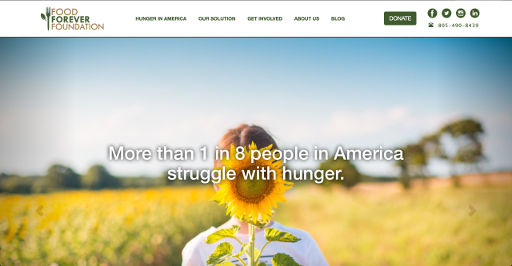 FOOD
FOREVER
FOUNDATION
HUNGER IN AMERICA
OUR SOLUTION
GET INVOLVED
ABOUT US
BLOG
DONATE
805-490-8439
More than 1 in 8 people in America
struggle with hunger.